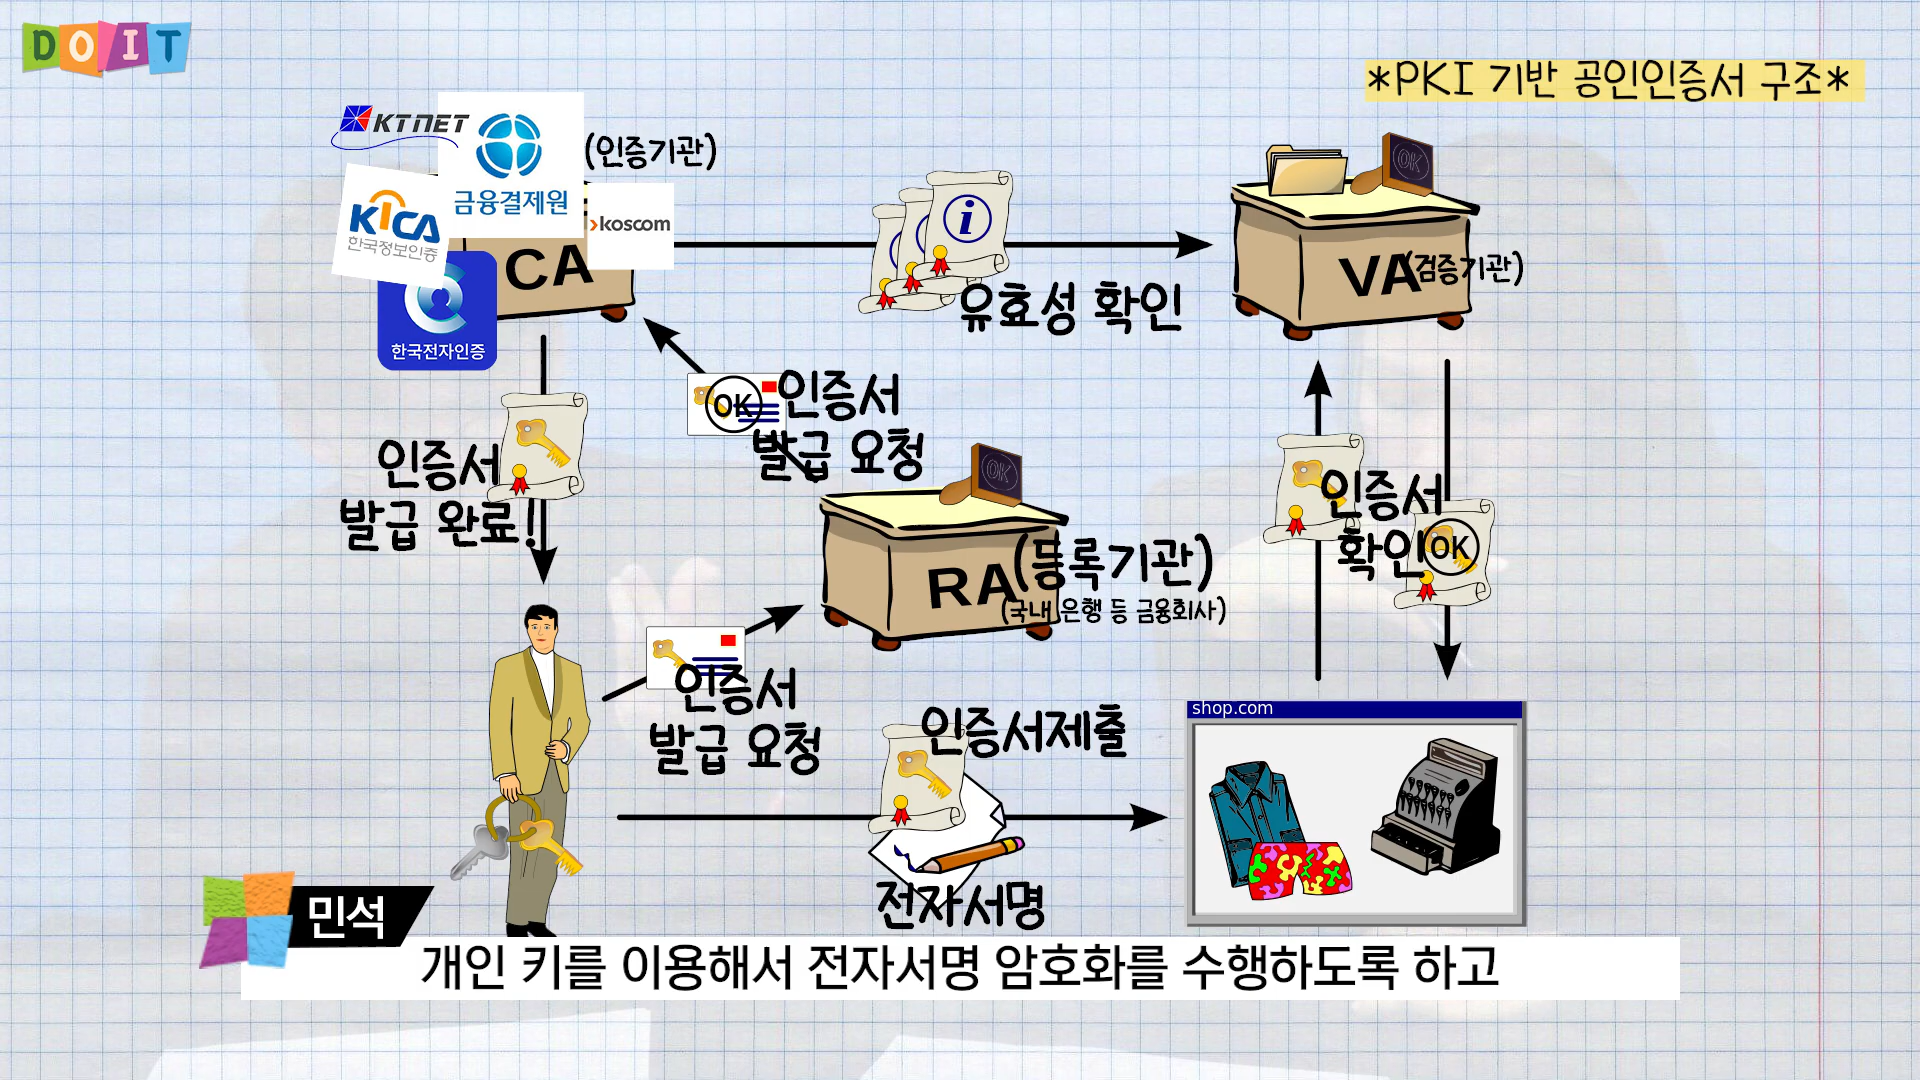 DOIT
*PKI 기반 공인인증서 구조*
KTNET
금융결제원
(인증기관)
KICA
한국정보인증
koscom
CA
한국전자인증
유효성 확인
OK
VA
(검증기관)
OK
인증서
발급 요청
인증서
발급 완료!
OK
RA
(등록기관)
(국내 은행 등 금융회사)
인증서
확인
OK
인증서
발급 요청
인증서제출
전자서명
shop.com
민석
개인 키를 이용해서 전자서명 암호화를 수행하도록 하고